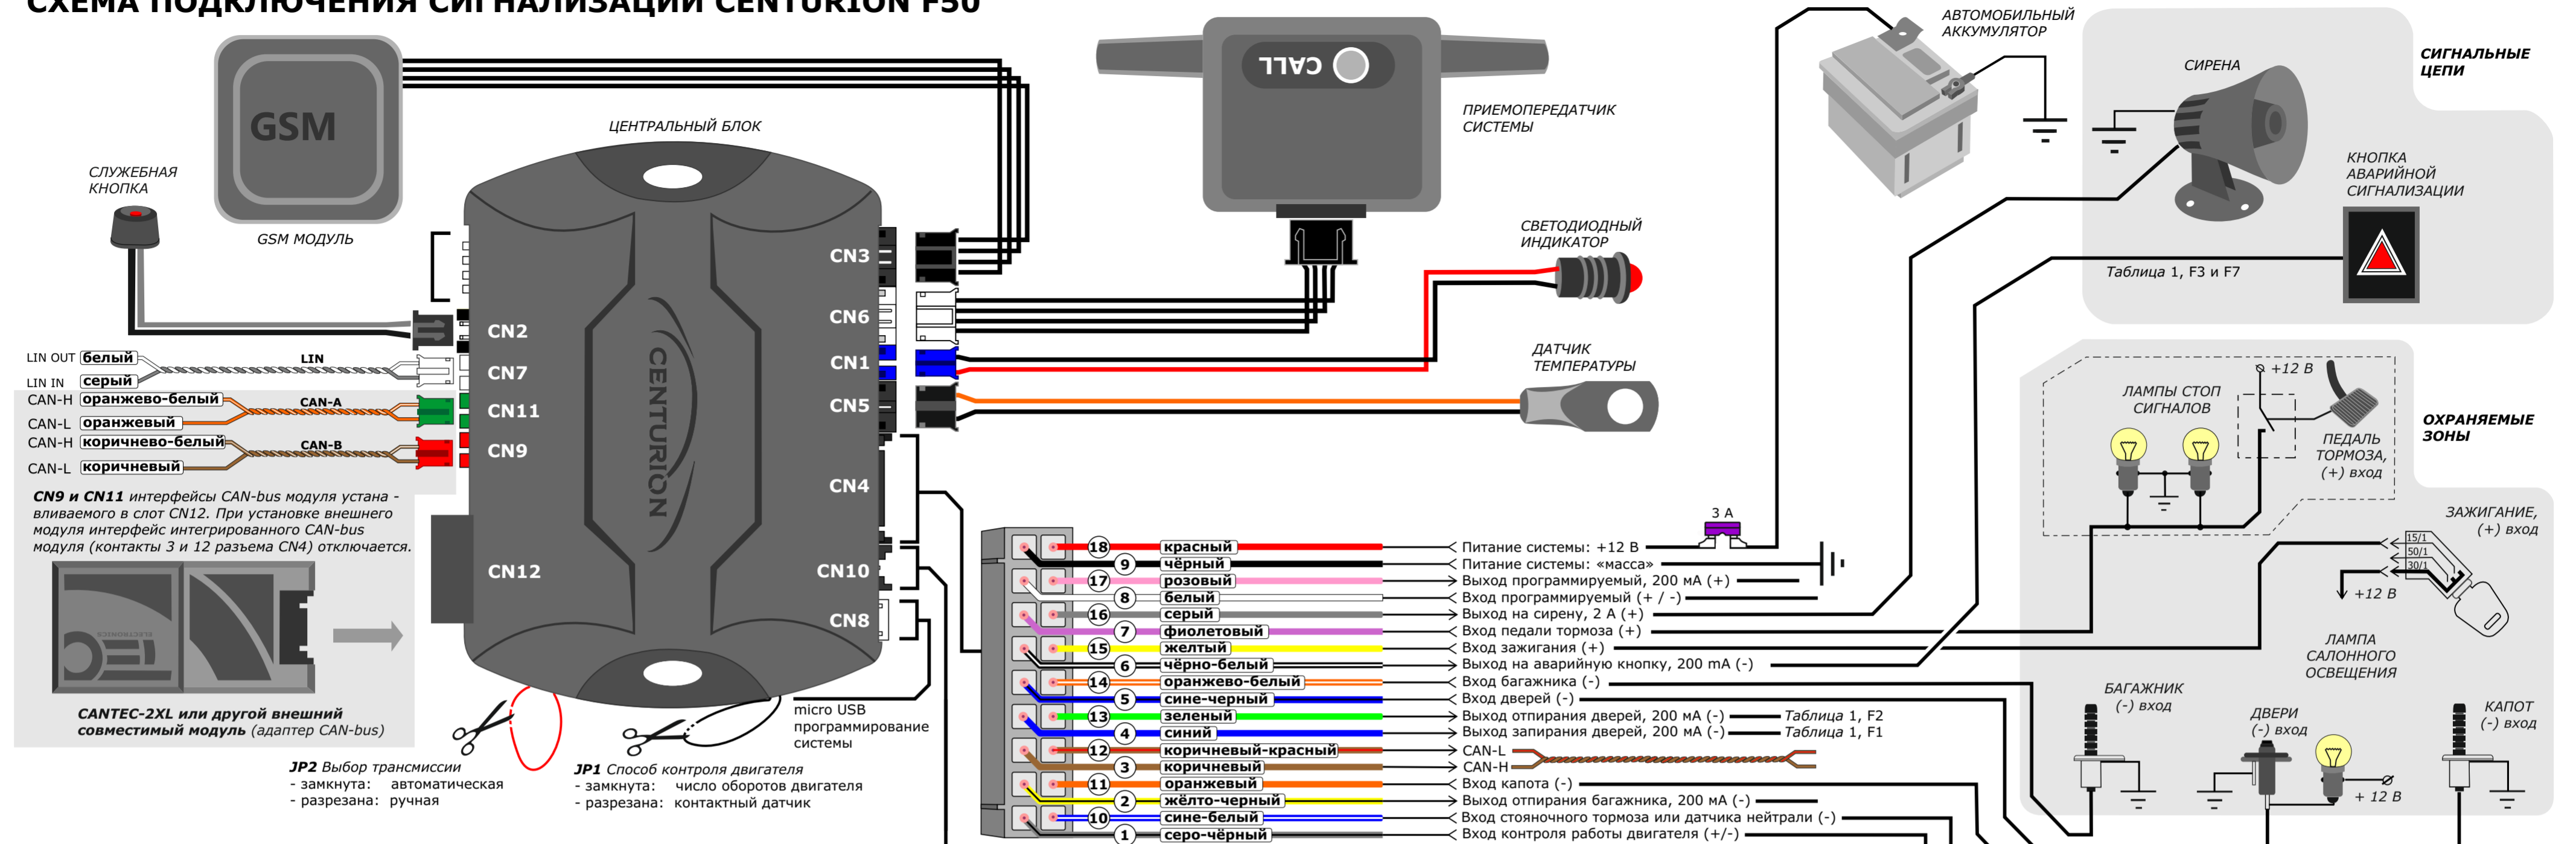 СХЕМА ПОДКЛЮЧЕНИЯ СИГНАЛИЗАЦИИ CENTURION F50
GSM
GSM МОДУЛЬ
СЛУЖЕБНАЯ
КНОПКА
ЦЕНТРАЛЬНЫЙ БЛОК
CENTURION
CALL
ПРИЕМОПЕРЕДАТЧИК
СИСТЕМЫ
АВТОМОБИЛЬНЫЙ
АККУМУЛЯТОР
СИГНАЛЬНЫЕ
ЦЕПИ
СИРЕНА
КНОПКА
АВАРИЙНОЙ
СИГНАЛИЗАЦИИ
Таблица 1, F3 и F7
СВЕТОДИОДНЫЙ
ИНДИКАТОР
ДАТЧИК
ТЕМПЕРАТУРЫ
CN2
CN7
CN11
CN9
CN12
CN3
CN6
CN1
CN5
CN4
CN10
CN8
LIN OUT белый
LIN
LIN IN серый
CAN-H оранжево-белый
CAN-A
CAN-L оранжевый
CAN-H коричнево-белый
CAN-B
CAN-L коричневый
CN9 и CN11 интерфейсы CAN-bus модуля устана -
вливаемого в слот CN12. При установке внешнего
модуля интерфейс интегрированного CAN-bus
модуля (контакты 3 и 12 разъема CN4) отключается.
ELECTRONICS
CANTEC-2XL или другой внешний
совместимый модуль (адаптер CAN-bus)
JP2 Выбор трансмиссии
- замкнута: автоматическая
- разрезана: ручная
JP1 Способ контроля двигателя
- замкнута: число оборотов двигателя
- разрезана: контактный датчик
micro USB
программирование
системы
3 А
18 красный Питание системы: +12 В
9 чёрный Питание системы: «масса»
17 розовый Выход программируемый, 200 мА (+)
8 белый Вход программируемый (+ / -)
16 серый Выход на сирену, 2 А (+)
7 фиолетовый Вход педали тормоза (+)
15 желтый Вход зажигания (+)
6 чёрно-белый Выход на аварийную кнопку, 200 mA (-)
14 оранжево-белый Вход багажника (-)
5 сине-черный Вход дверей (-)
13 зеленый Выход отпирания дверей, 200 мА (-) Таблица 1, F2
4 синий Выход запирания дверей, 200 мА (-) Таблица 1, F1
12 коричневый-красный CAN-L
3 коричневый CAN-H
11 оранжевый Вход капота (-)
2 жёлто-черный Выход отпирания багажника, 200 мА (-)
10 сине-белый Вход стояночного тормоза или датчика нейтрали (-)
1 серо-чёрный Вход контроля работы двигателя (+/-)
ОХРАНЯЕМЫЕ
ЗОНЫ
ЛАМПЫ СТОП
СИГНАЛОВ
+12 В
ПЕДАЛЬ
ТОРМОЗА,
(+) вход
ЗАЖИГАНИЕ,
(+) вход
15/1
50/1
30/1
+12 В
ЛАМПА
САЛОННОГО
ОСВЕЩЕНИЯ
БАГАЖНИК
(-) вход
ДВЕРИ
(-) вход
+ 12 В
КАПОТ
(-) вход